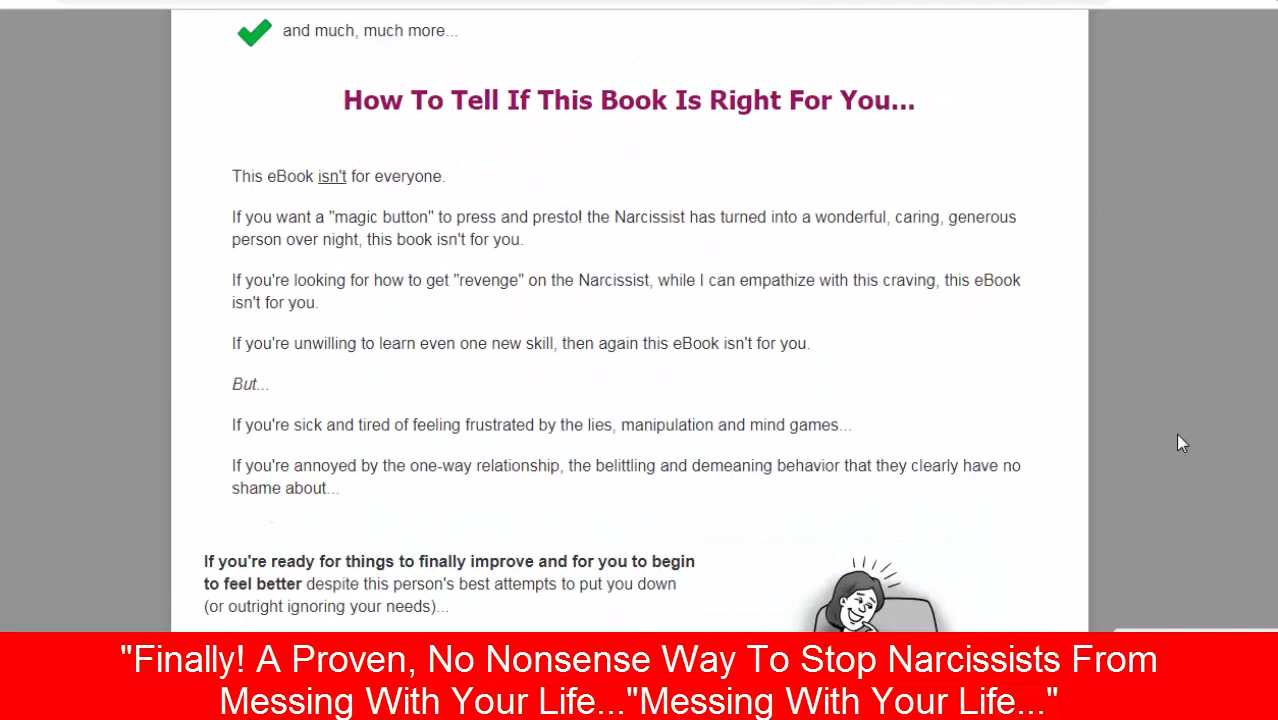 and much, much more...
How To Tell If This Book Is Right For You...
This eBook isn't for everyone.
If you want a "magic button" to press and presto! the Narcissist has turned into a wonderful, caring, generous
person over night, this book isn't for you.
If you're looking for how to get "revenge" on the Narcissist, while I can empathize with this craving, this eBook
isn't for you.
If you're unwilling to learn even one new skill, then again this eBook isn't for you.
But...
If you're sick and tired of feeling frustrated by the lies, manipulation and mind games...
If you're annoyed by the one-way relationship, the belittling and demeaning behavior that they clearly have no
shame about...
If you're ready for things to finally improve and for you to begin
to feel better despite this person's best attempts to put you down
(or outright ignoring your needs)...
"Finally! A Proven, No Nonsense Way To Stop Narcissists From
Messing With Your Life..."Messing With Your Life..."